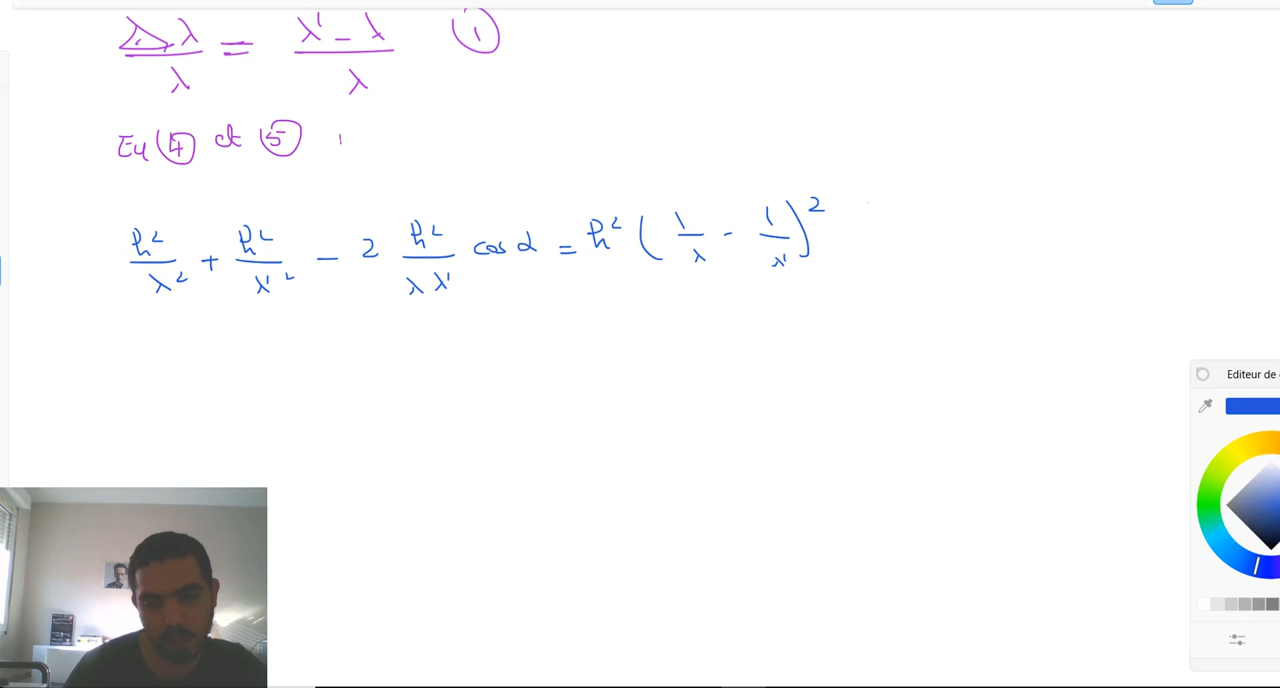 Δλ/λ = (λ' - λ)/λ ①
Eq ④ et ⑤ :
h²/λ² + h²/λ'² - 2 h²/(λλ') cos α = h² (1/λ - 1/λ')²
Editeur de